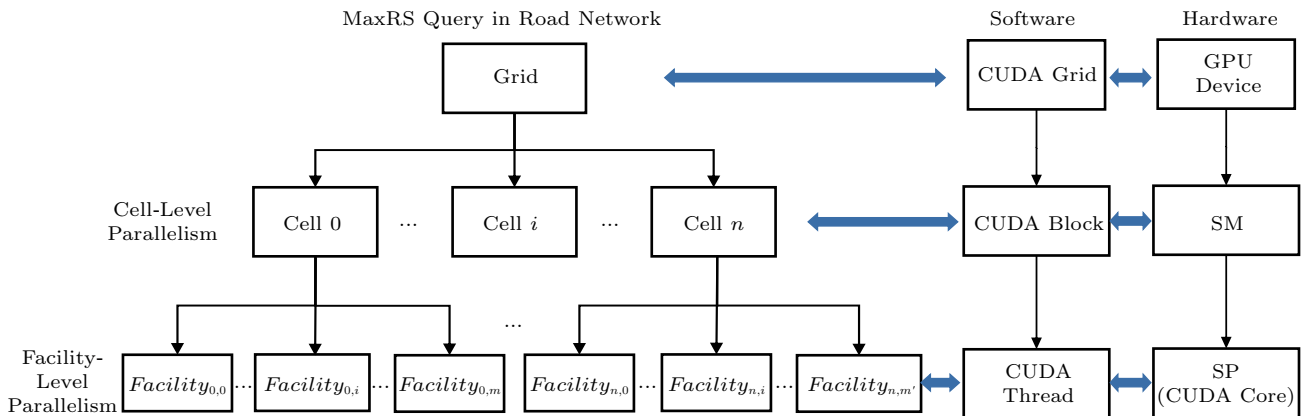 MaxRS Query in Road Network
Software
Hardware
Grid
CUDA Grid
GPU
Device
Cell-Level
Parallelism
Cell 0
...
Cell i
...
Cell n
CUDA Block
SM
...
Facility-
Level
Parallelism
Facility0,0
...
Facility0,i
...
Facility0,m
Facilityn,0
...
Facilityn,i
...
Facilityn,m′
CUDA
Thread
SP
(CUDA Core)